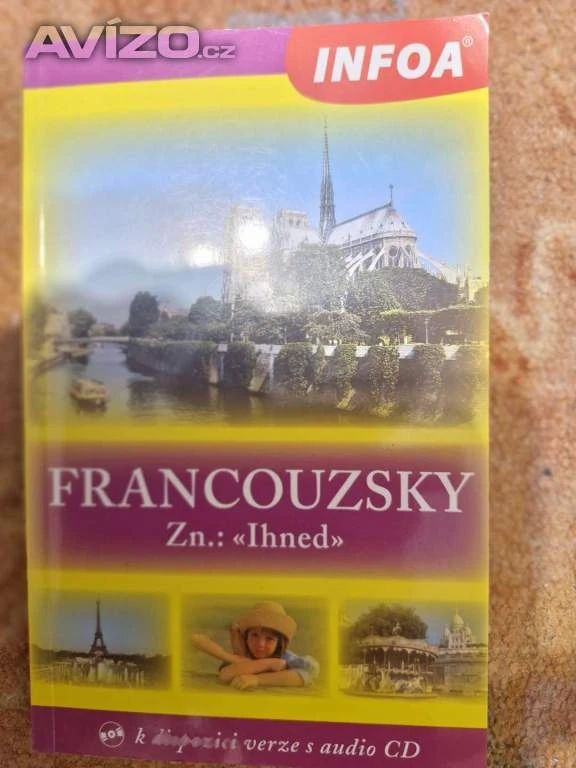 AVÍZO.cz
INFOA®
FRANCOUZSKY
Zn.: «Ihned»
k dispozici verze s audio CD